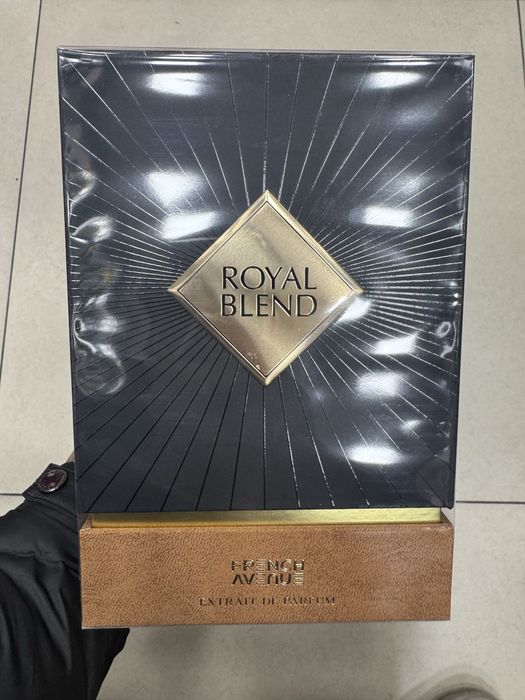 ROYAL
BLEND
FRENCH
AVENUE
EXTRAIT DE PARFUM